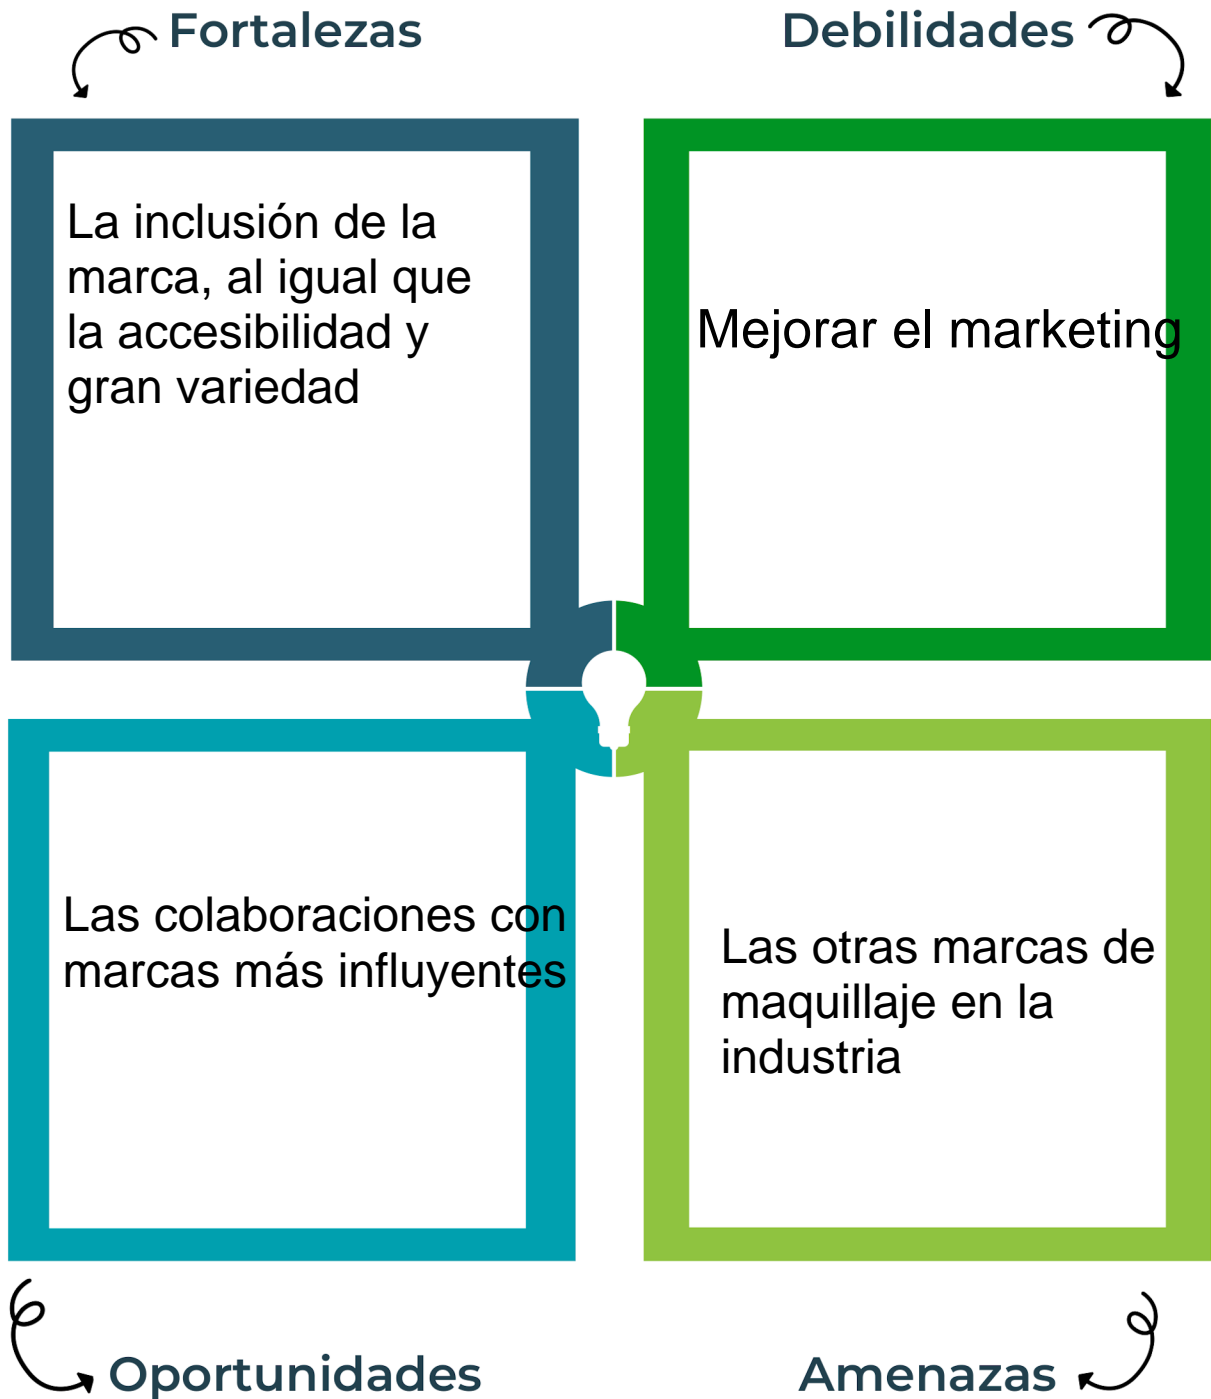 Fortalezas
Debilidades
La inclusión de la
marca, al igual que
la accesibilidad y
gran variedad
Mejorar el marketing
Las colaboraciones con
marcas más influyentes
Las otras marcas de
maquillaje en la
industria
Oportunidades
Amenazas